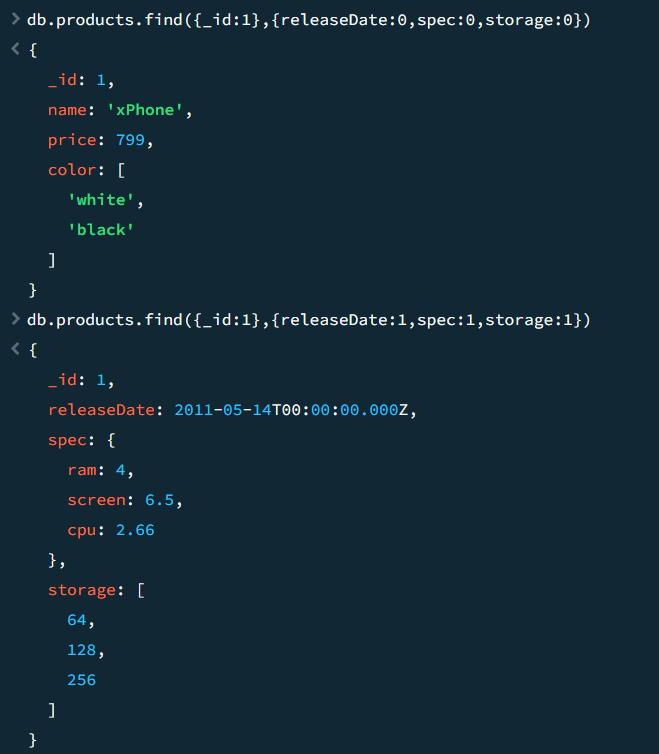 > db.products.find({_id:1},{releaseDate:0,spec:0,storage:0})
< {
_id: 1,
name: 'xPhone',
price: 799,
color: [
'white',
'black'
]
}
> db.products.find({_id:1},{releaseDate:1,spec:1,storage:1})
< {
_id: 1,
releaseDate: 2011-05-14T00:00:00.000Z,
spec: {
ram: 4,
screen: 6.5,
cpu: 2.66
},
storage: [
64,
128,
256
]
}